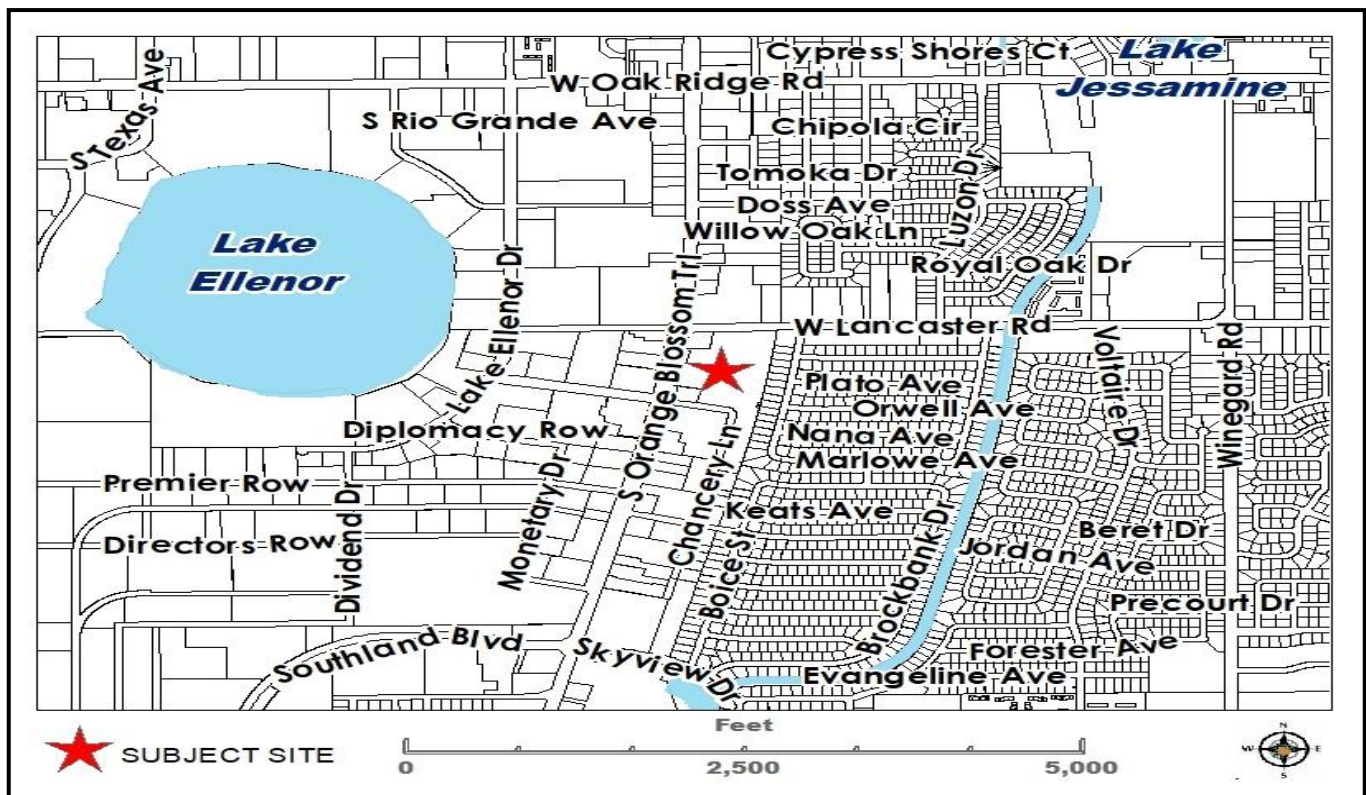 Cypress Shores Ct
Lake
Jessamine
W Oak Ridge Rd
S Texas Ave
S Rio Grande Ave
Chipola Cir
Tomoka Dr
Luzon Dr
Doss Ave
Willow Oak Ln
Lake
Ellenor
Royal Oak Dr
Lake Ellenor Dr
S Orange Blossom Trl
W Lancaster Rd
Voltaire Dr
Winegard Rd
Plato Ave
Orwell Ave
Diplomacy Row
Nana Ave
Marlowe Ave
Chancery Ln
Premier Row
Monetary Dr
Keats Ave
Directors Row
Dividend Dr
Boice St
Brockbank Dr
Beret Dr
Jordan Ave
Precourt Dr
Southland Blvd
Skyview Dr
Forester Ave
Evangeline Ave
SUBJECT SITE
Feet
0
2,500
5,000
N
W
E
S